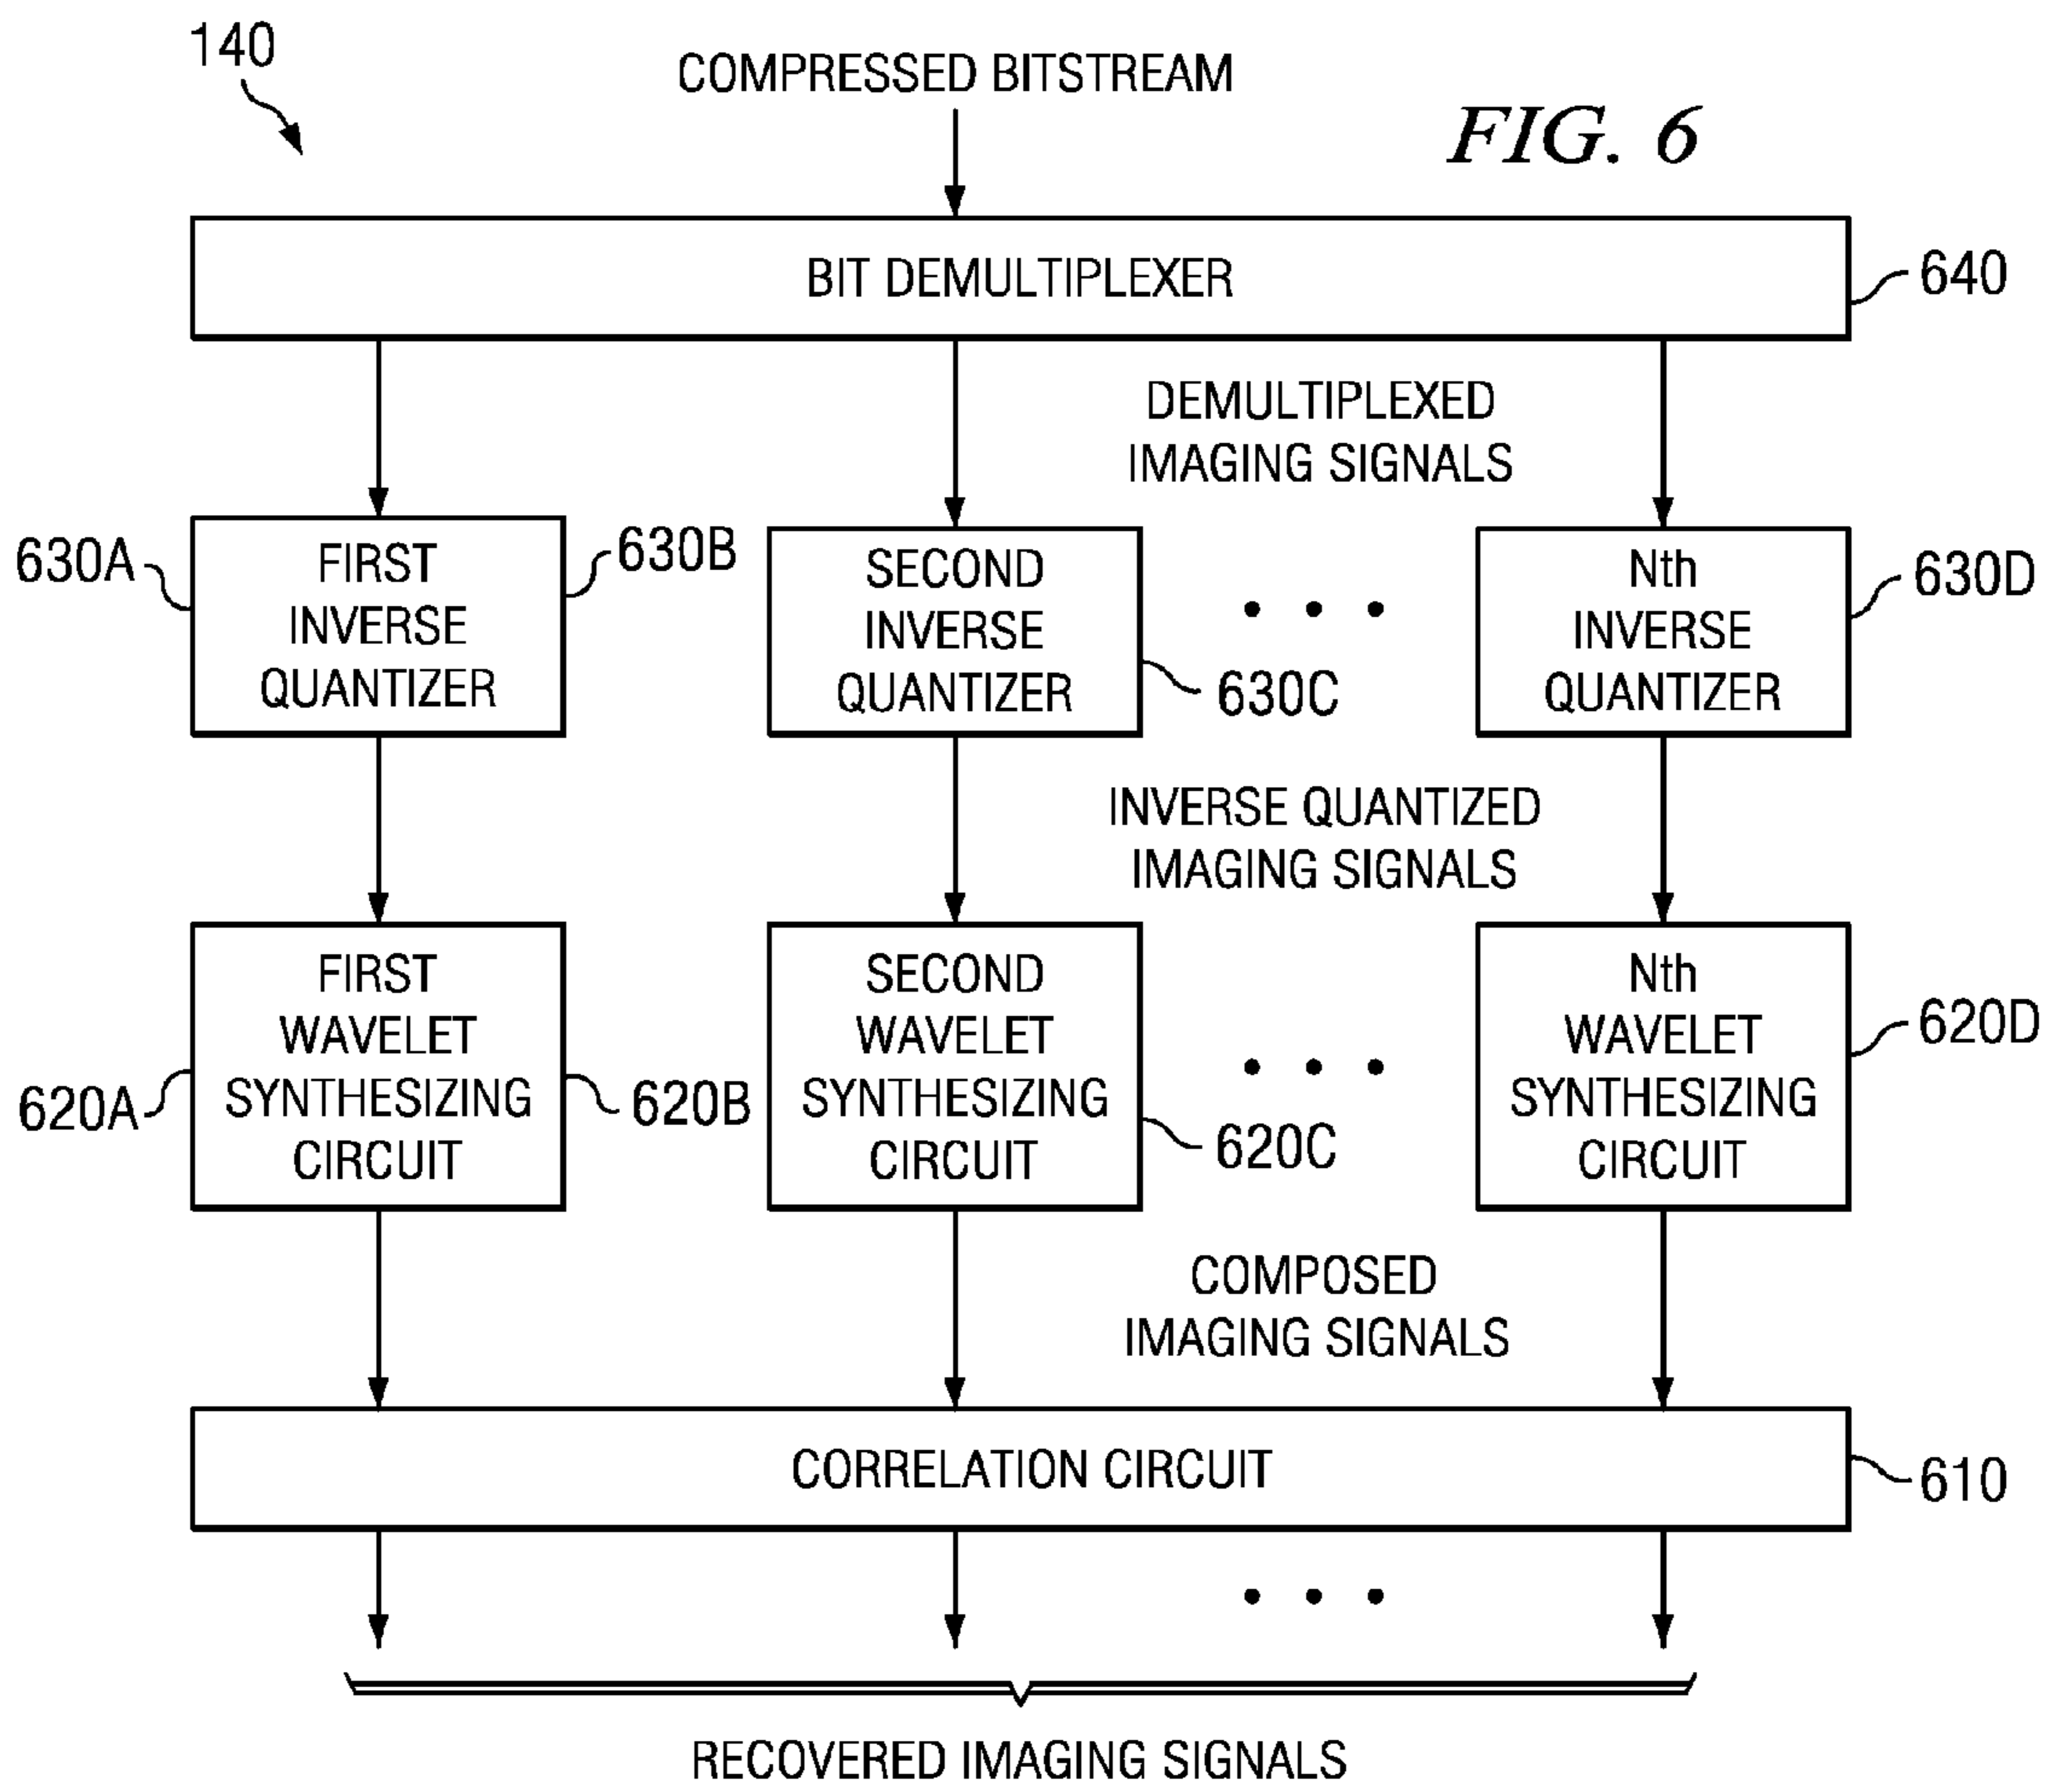 140
COMPRESSED BITSTREAM
FIG. 6
BIT DEMULTIPLEXER
640
DEMULTIPLEXED
IMAGING SIGNALS
630A
FIRST
INVERSE
QUANTIZER
630B
SECOND
INVERSE
QUANTIZER
630C
• • •
Nth
INVERSE
QUANTIZER
630D
INVERSE QUANTIZED
IMAGING SIGNALS
620A
FIRST
WAVELET
SYNTHESIZING
CIRCUIT
620B
SECOND
WAVELET
SYNTHESIZING
CIRCUIT
620C
• • •
Nth
WAVELET
SYNTHESIZING
CIRCUIT
620D
COMPOSED
IMAGING SIGNALS
CORRELATION CIRCUIT
610
• • •
RECOVERED IMAGING SIGNALS